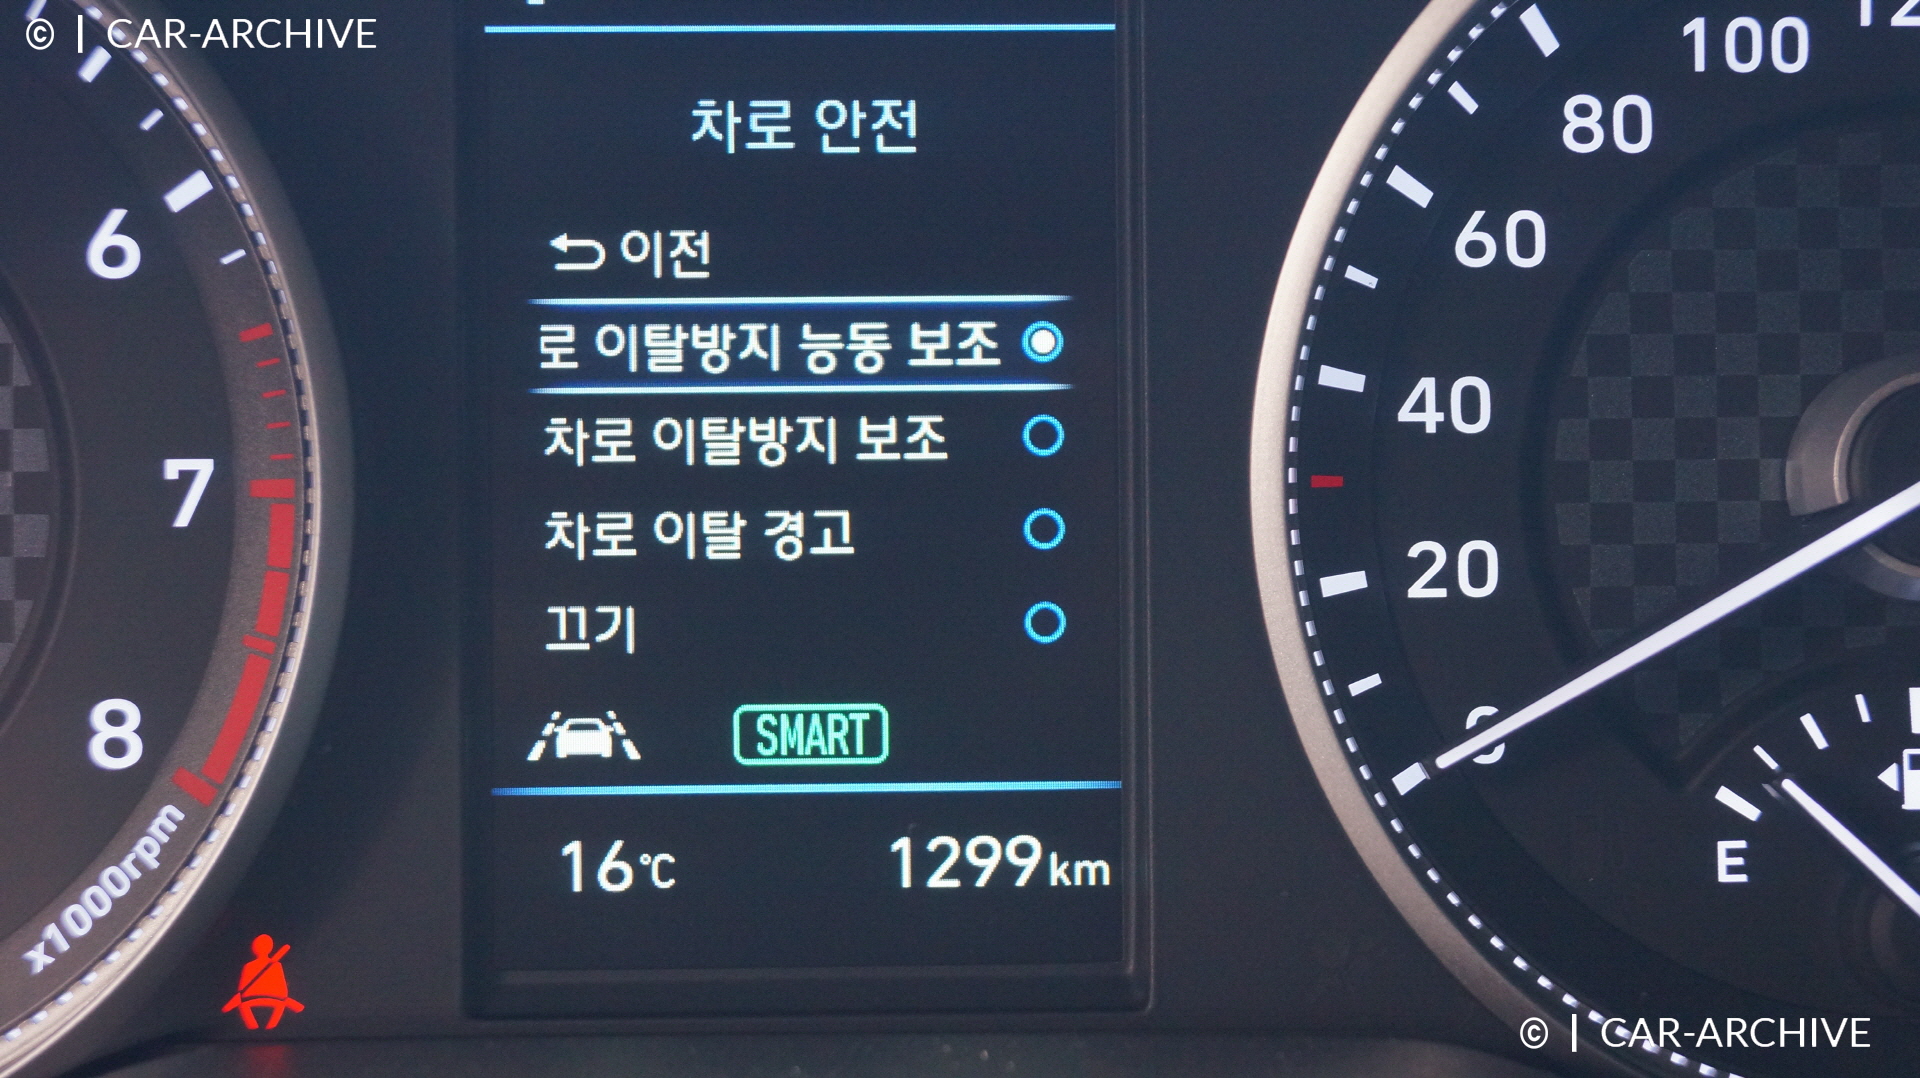 © | CAR-ARCHIVE
차로 안전
이전
로 이탈방지 능동 보조
차로 이탈방지 보조
차로 이탈 경고
끄기
SMART
16℃ 1299km
6
7
8
x1000rpm
100
80
60
40
20
E
© | CAR-ARCHIVE